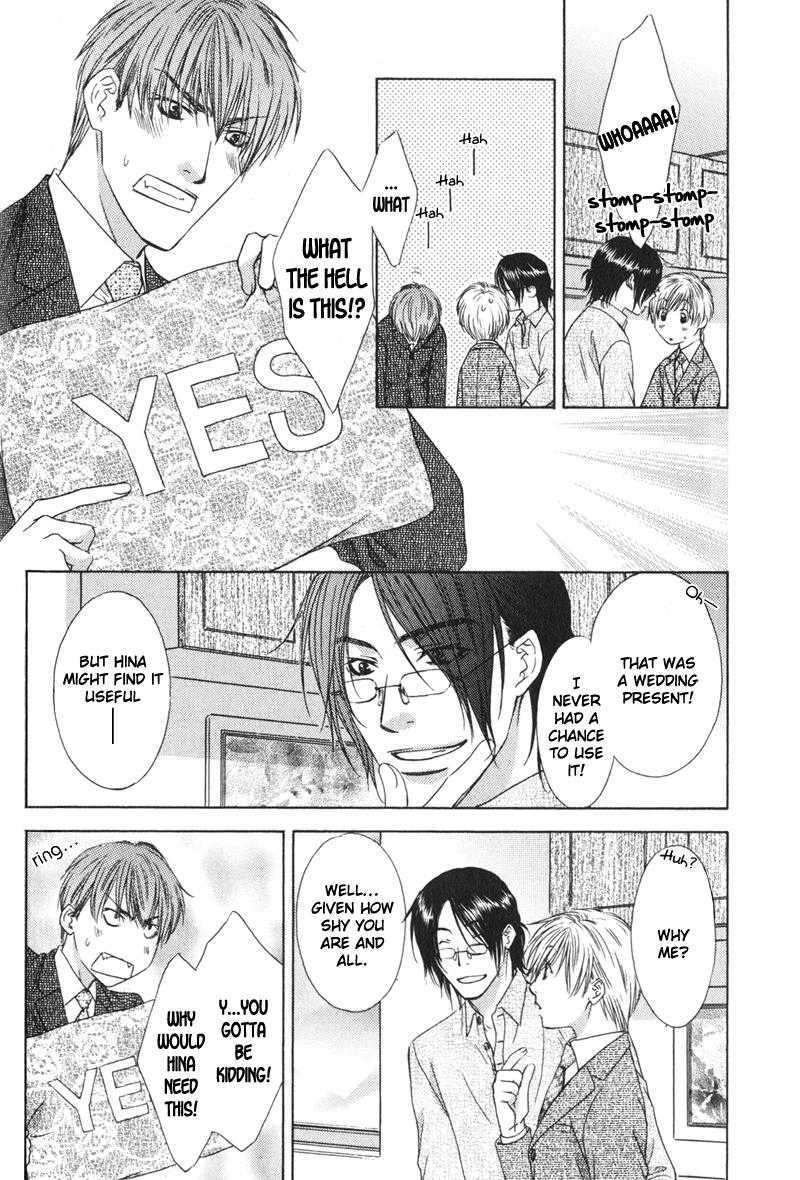 WHOAAAA!
stomp-stomp-
stomp-stomp
Hah
Hah
Hah
...
WHAT
WHAT
THE HELL
IS THIS!?
YES
Oh—
THAT WAS
A WEDDING
PRESENT!
I
NEVER
HAD A
CHANCE
TO USE
IT!
BUT HINA
MIGHT FIND IT
USEFUL
—
Huh?
WHY
ME?
WELL...
GIVEN HOW
SHY YOU
ARE AND
ALL.
ring...
Y...YOU
GOTTA
BE
KIDDING!
WHY
WOULD
HINA
NEED
THIS!
YE